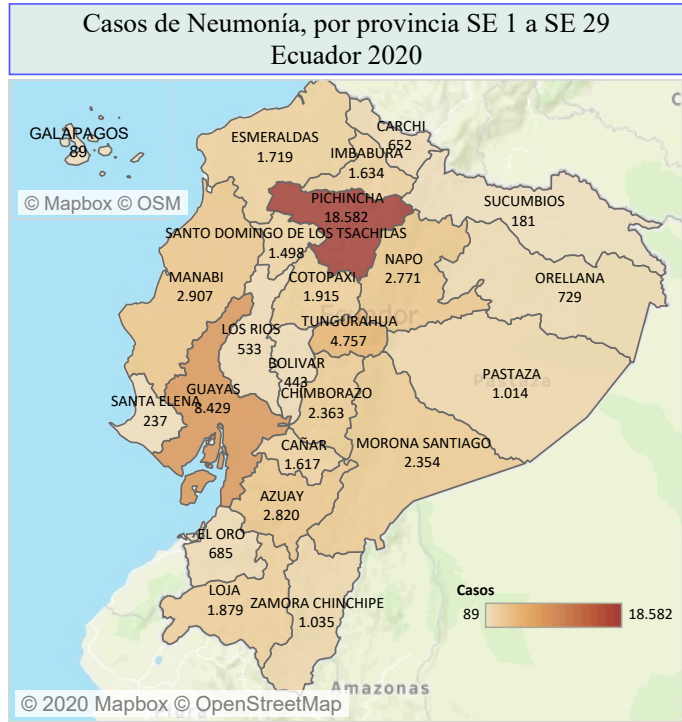 Casos de Neumonía, por provincia SE 1 a SE 29
Ecuador 2020
GALAPAGOS
89
© Mapbox © OSM
ESMERALDAS
1.719
CARCHI
652
IMBABURA
1.634
PICHINCHA
18.582
SUCUMBIOS
181
SANTO DOMINGO DE LOS TSACHILAS
1.498
NAPO
2.771
MANABI
2.907
COTOPAXI
1.915
ORELLANA
729
Ecuador
TUNGURAHUA
4.757
LOS RIOS
533
BOLIVAR
443
PASTAZA
1.014
Pastaza
GUAYAS
8.429
SANTA ELENA
237
CHIMBORAZO
2.363
MORONA SANTIAGO
2.354
CAÑAR
1.617
AZUAY
2.820
EL ORO
685
LOJA
1.879
ZAMORA CHINCHIPE
1.035
Casos
89 18.582
Amazonas
© 2020 Mapbox © OpenStreetMap